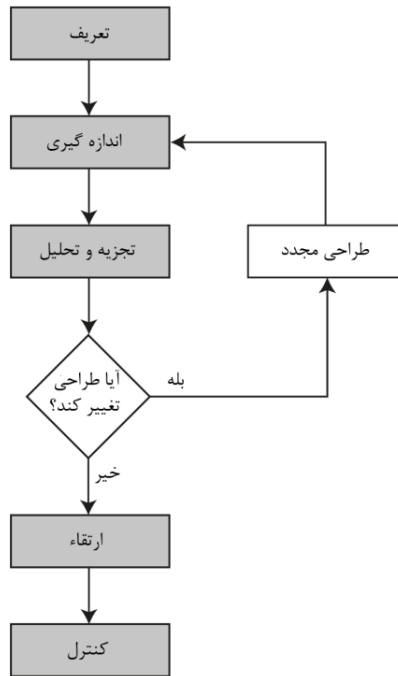 تعریف
اندازه گیری
تجزیه و تحلیل
طراحی مجدد
آیا طراحی
تغییر کند؟
بله
خیر
ارتقاء
کنترل